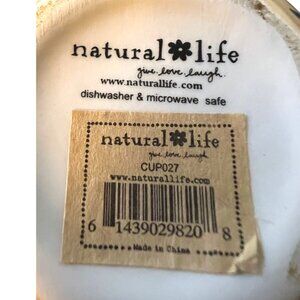 natural life
give. love. laugh.
www.naturallife.com
dishwasher & microwave safe
natural life
give. love. laugh.
CUP027
www.naturallife.com
6 1439029820 8
Made in China